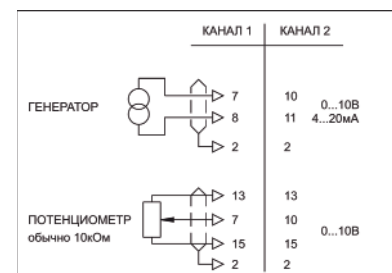 КАНАЛ 1 КАНАЛ 2
7 10 0...10В
ГЕНЕРАТОР
8 11 4...20мА
2 2
13 13
ПОТЕНЦИОМЕТР 7 10
обычно 10кОм 15 15 0...10В
2 2